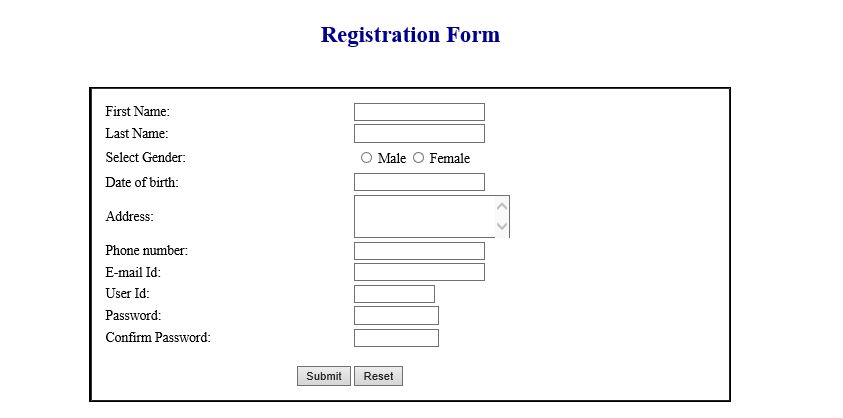 Registration Form
First Name:
Last Name:
Select Gender: Male Female
Date of birth:
Address:
Phone number:
E-mail Id:
User Id:
Password:
Confirm Password:
Submit Reset